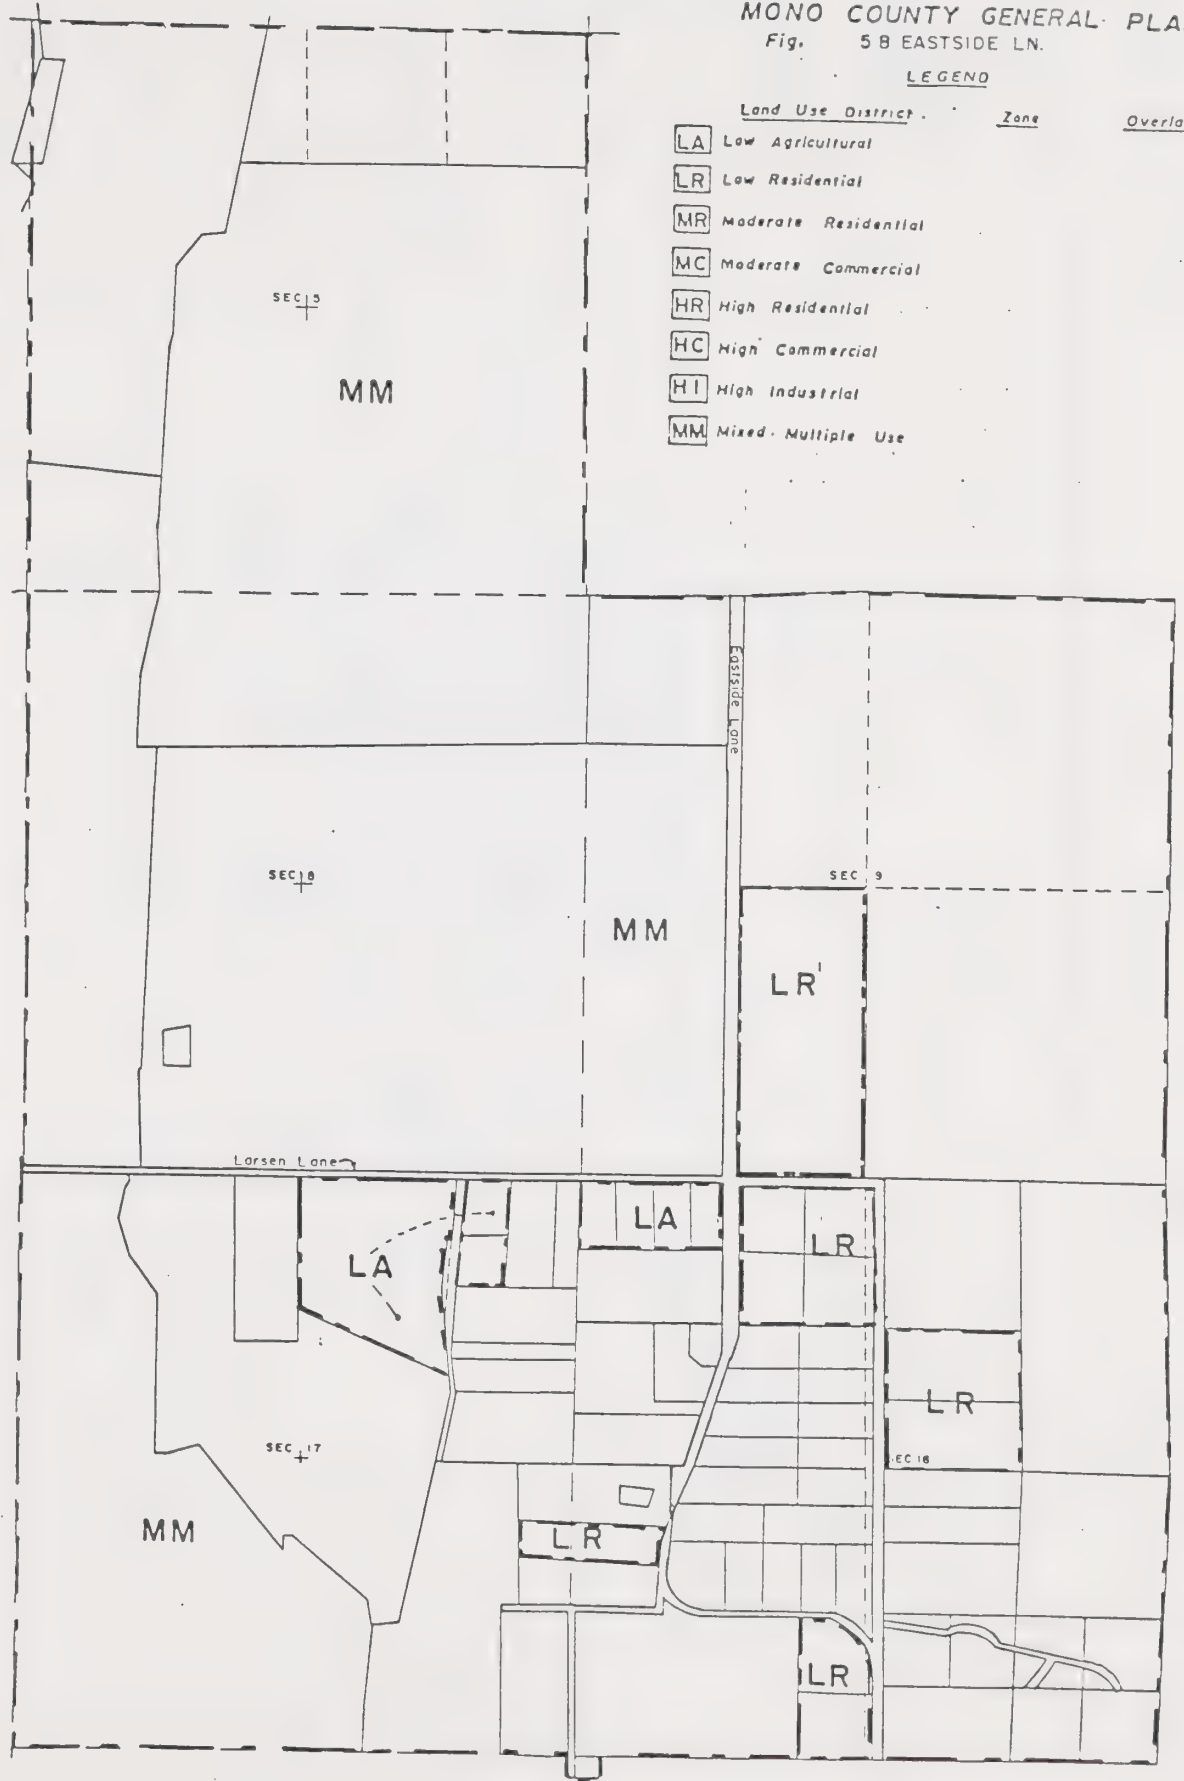 MONO COUNTY GENERAL PLA
Fig. 5 B EASTSIDE LN.
LEGEND
Land Use District. Zone Overla
LA Low Agricultural
LR Low Residential
MR Moderate Residential
MC Moderate Commercial
HR High Residential
HC High Commercial
HI High Industrial
MM Mixed. Multiple Use
SEC 5
MM
Eastside Lane
SEC 8
SEC 9
MM
LR'
Larsen Lane
LA
LR
LA
LR
SEC 17
EC 16
MM
LR
LR